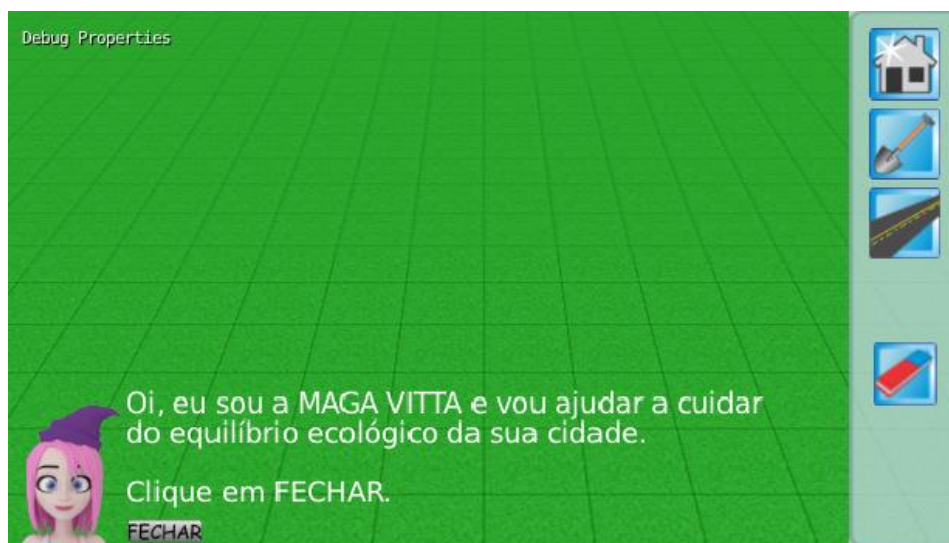 Debug Properties
Oi, eu sou a MAGA VITTA e vou ajudar a cuidar
do equilíbrio ecológico da sua cidade.
Clique em FECHAR.
FECHAR